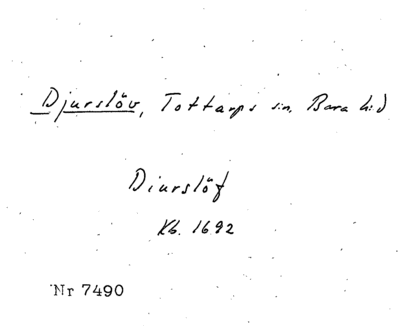 Djurslöv, Tottarps sn, Bara hd
Diurslöf
Kb. 1692
Nr 7490